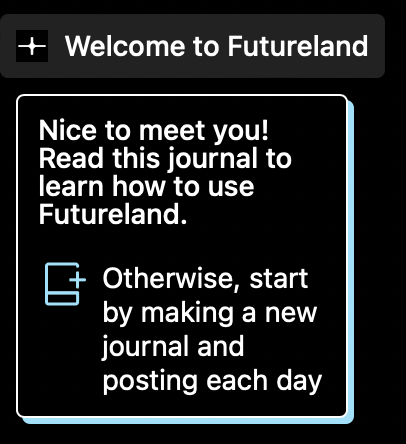 Welcome to Futureland
Nice to meet you!
Read this journal to
learn how to use
Futureland.
Otherwise, start
by making a new
journal and
posting each day